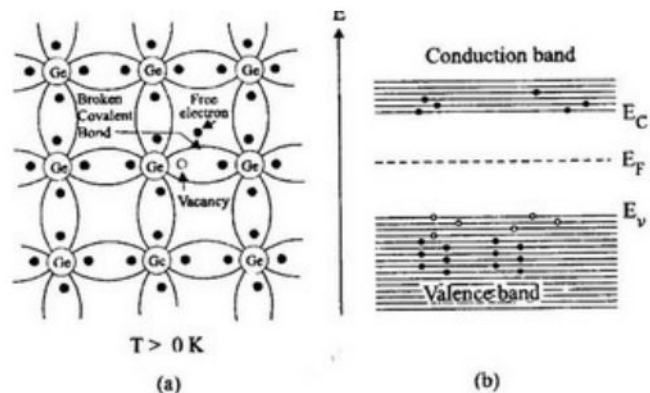 Ge Ge Ge
Broken
Covalent
Bond
Free
electron
Ge Ge Ge
Vacancy
Ge Ge Ge
T > 0 K
(a)
E
Conduction band
E_C
E_F
E_v
Valence band
(b)